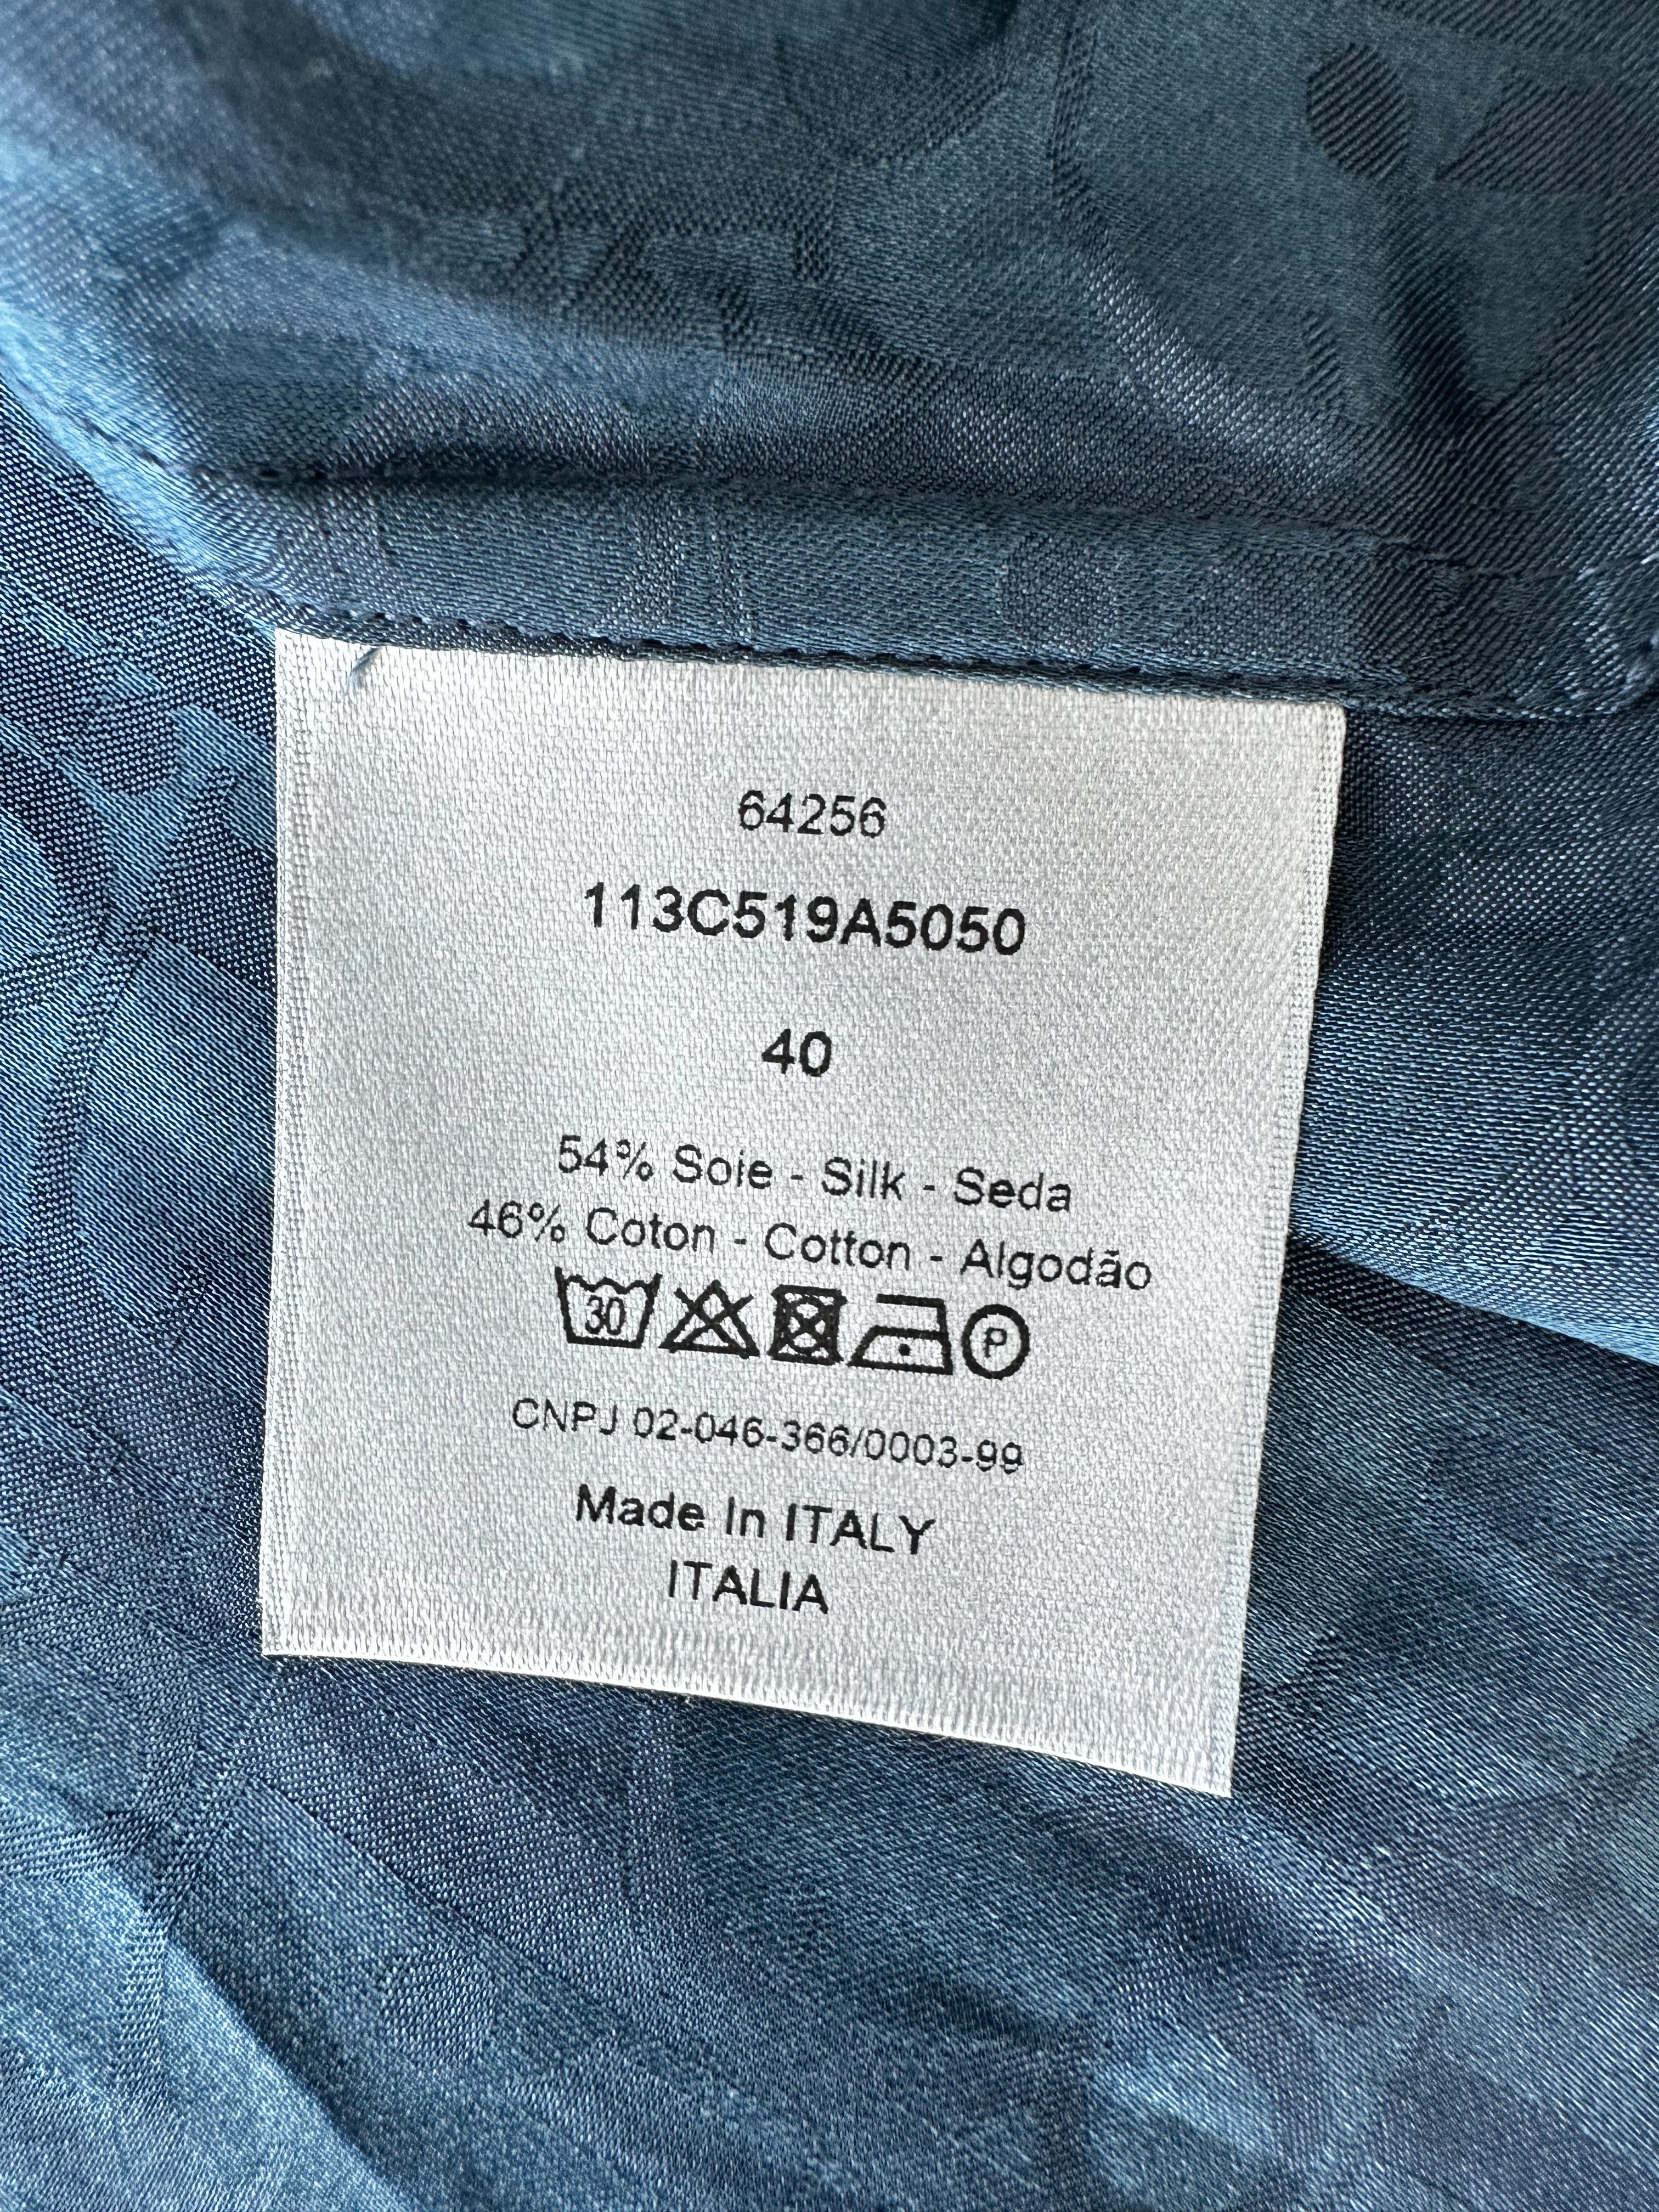 64256
113C519A5050
40
54% Soie - Silk - Seda
46% Coton - Cotton - Algodão
30 P
CNPJ 02-046-366/0003-99
Made In ITALY
ITALIA